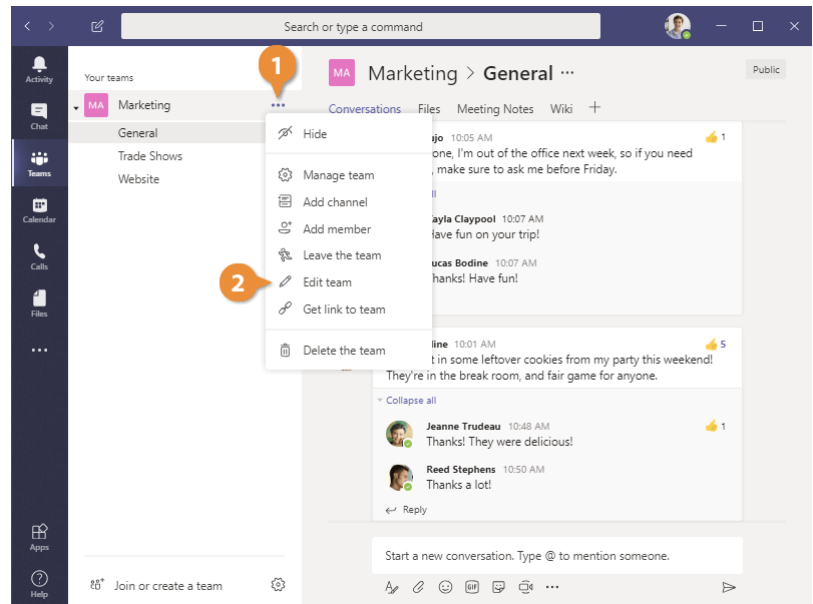 Search or type a command
Activity
Chat
Teams
Calendar
Calls
Files
Apps
Help
Your teams
MA Marketing
General
Trade Shows
Website
Join or create a team
1
2
Hide
Manage team
Add channel
Add member
Leave the team
Edit team
Get link to team
Delete the team
MA Marketing > General ···
Public
Conversations Files Meeting Notes Wiki +
10:05 AM
1
I'm out of the office next week, so if you need
make sure to ask me before Friday.
Claypool 10:07 AM
Have fun on your trip!
Lucas Bodine 10:07 AM
Thanks! Have fun!
10:01 AM
5
in some leftover cookies from my party this weekend!
They're in the break room, and fair game for anyone.
Collapse all
Jeanne Trudeau 10:48 AM
1
Thanks! They were delicious!
Reed Stephens 10:50 AM
Thanks a lot!
Reply
Start a new conversation. Type @ to mention someone.
GIF